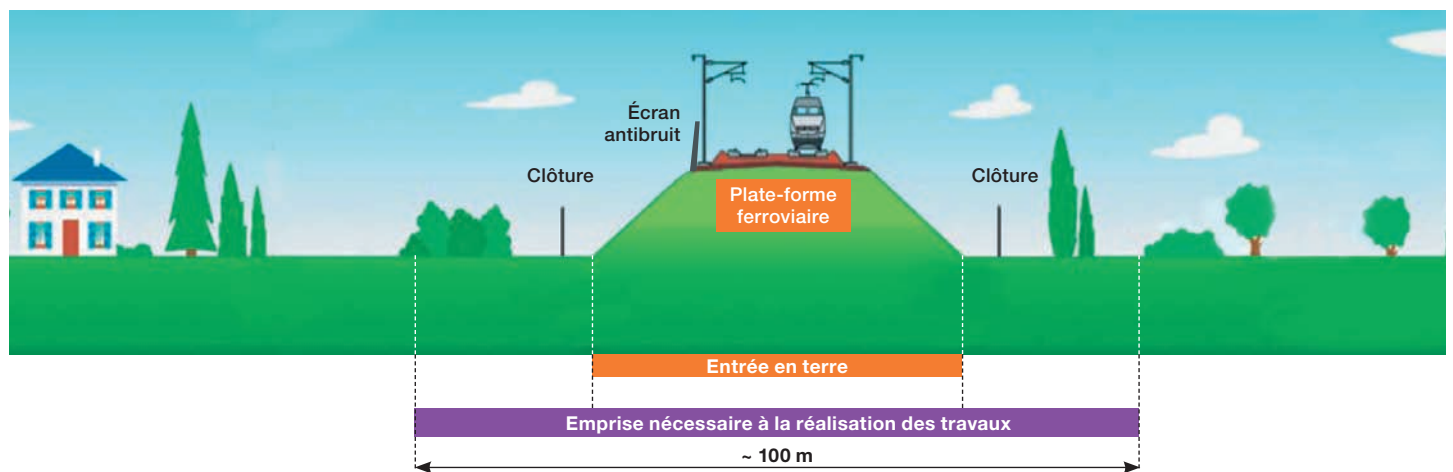 Écran
antibruit
Clôture
Clôture
Plate-forme
ferroviaire
Entrée en terre
Emprise nécessaire à la réalisation des travaux
~ 100 m